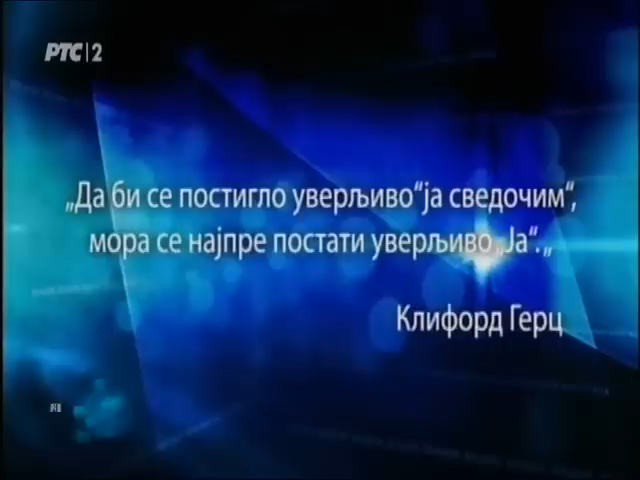 РТС|2
„Да би се постигло уверљиво“ја сведочим“,
мора се најпре постати уверљиво„Ја“.„
Клифорд Герц